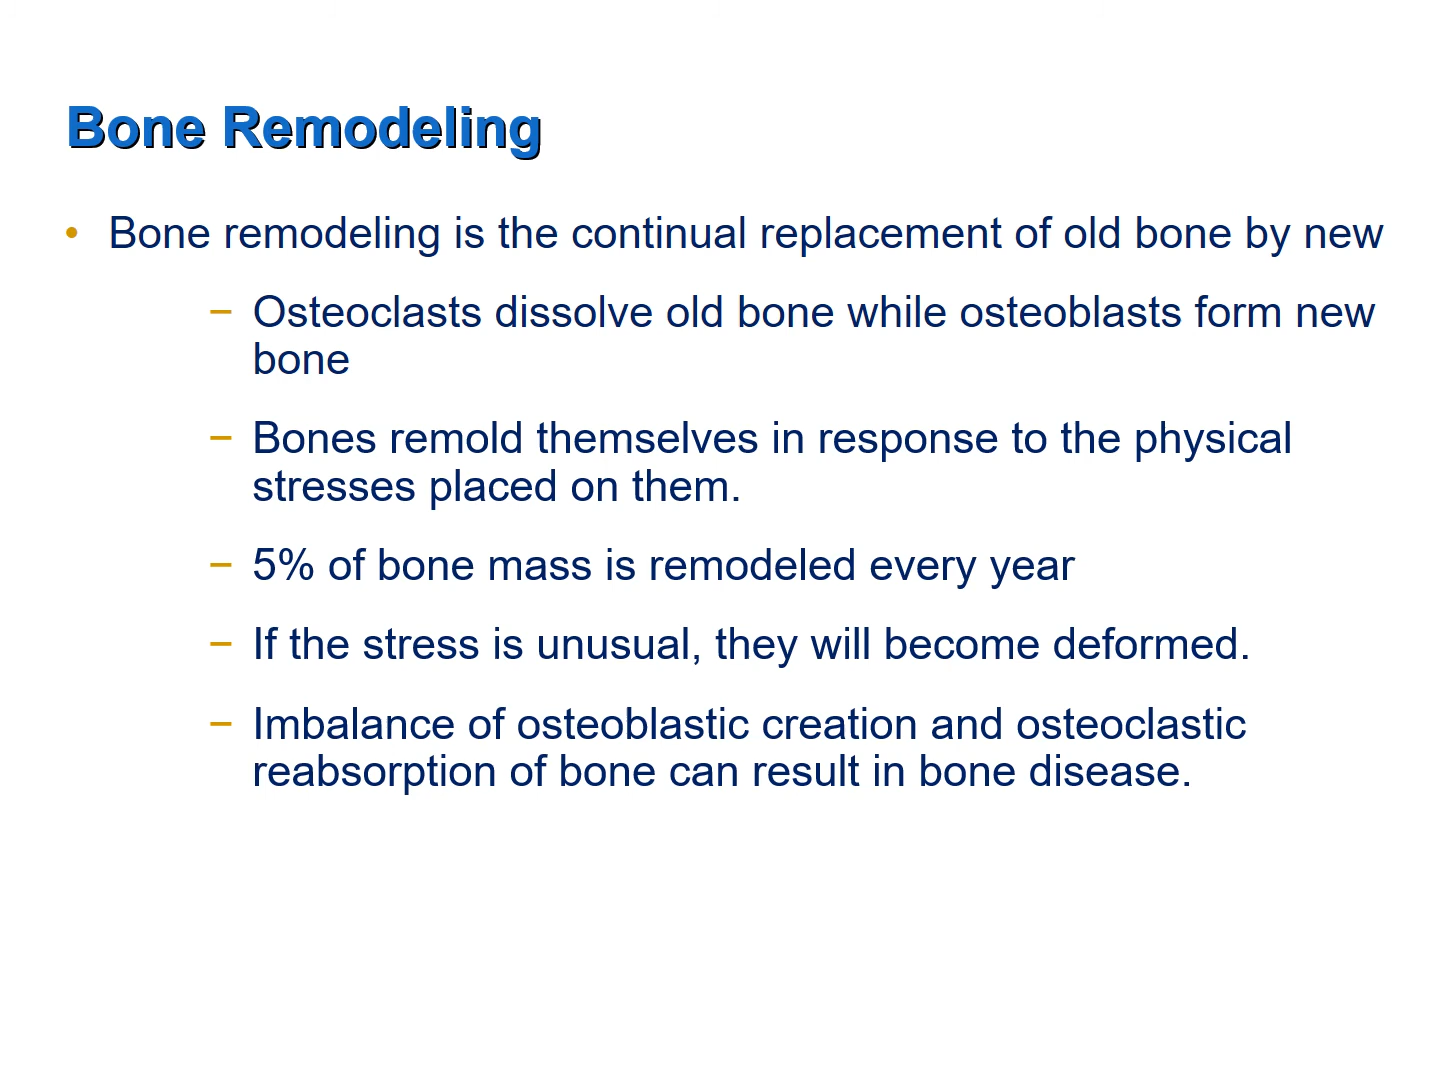 Bone Remodeling
• Bone remodeling is the continual replacement of old bone by new
– Osteoclasts dissolve old bone while osteoblasts form new
bone
– Bones remold themselves in response to the physical
stresses placed on them.
– 5% of bone mass is remodeled every year
– If the stress is unusual, they will become deformed.
– Imbalance of osteoblastic creation and osteoclastic
reabsorption of bone can result in bone disease.